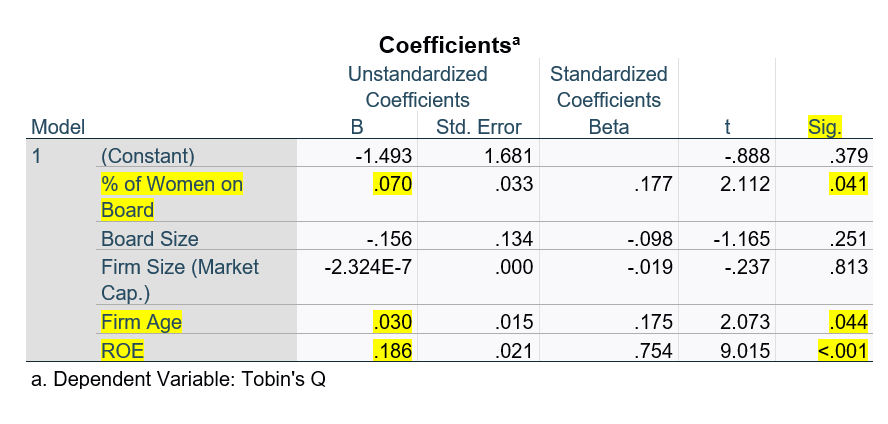 Coefficientsᵃ
Unstandardized Coefficients Standardized Coefficients
Model B Std. Error Beta t Sig.
1 (Constant) -1.493 1.681 -.888 .379
% of Women on Board .070 .033 .177 2.112 .041
Board Size -.156 .134 -.098 -1.165 .251
Firm Size (Market Cap.) -2.324E-7 .000 -.019 -.237 .813
Firm Age .030 .015 .175 2.073 .044
ROE .186 .021 .754 9.015 <.001
a. Dependent Variable: Tobin's Q